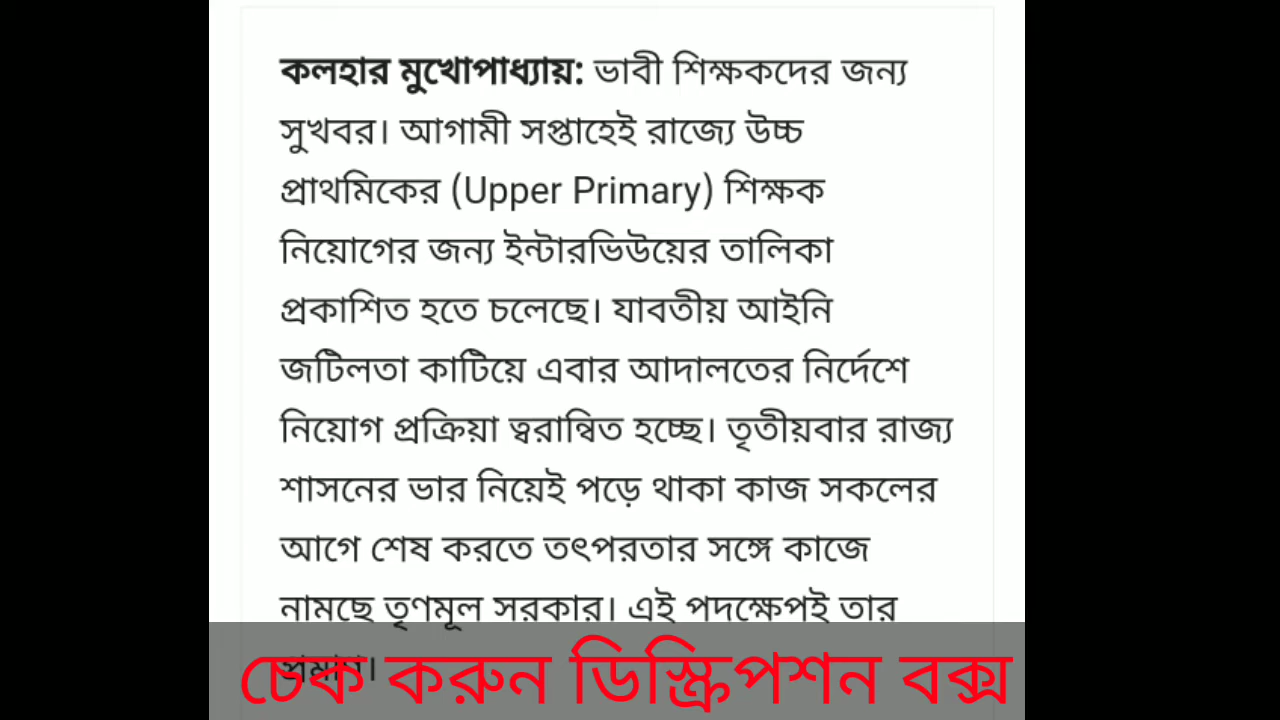 কলহার মুখোপাধ্যায়: ভাবী শিক্ষকদের জন্য
সুখবর। আগামী সপ্তাহেই রাজ্যে উচ্চ
প্রাথমিকের (Upper Primary) শিক্ষক
নিয়োগের জন্য ইন্টারভিউয়ের তালিকা
প্রকাশিত হতে চলেছে। যাবতীয় আইনি
জটিলতা কাটিয়ে এবার আদালতের নির্দেশে
নিয়োগ প্রক্রিয়া ত্বরান্বিত হচ্ছে। তৃতীয়বার রাজ্য
শাসনের ভার নিয়েই পড়ে থাকা কাজ সকলের
আগে শেষ করতে তৎপরতার সঙ্গে কাজে
নামছে তৃণমূল সরকার। এই পদক্ষেপই তার
চেক করুন ডিস্ক্রিপশন বক্স